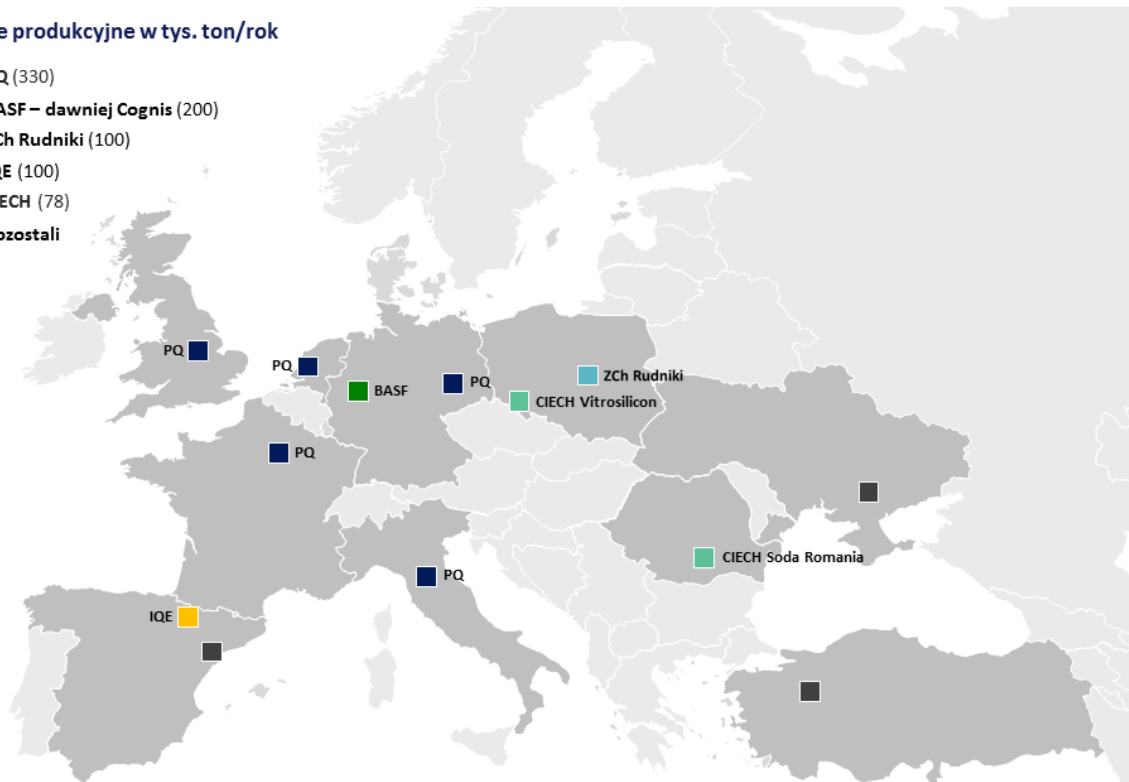 e produkcyjne w tys. ton/rok
Q (330)
ASF – dawniej Cognis (200)
Ch Rudniki (100)
QE (100)
ECH (78)
ozostali
PQ
PQ
BASF
PQ
ZCh Rudniki
CIECH Vitrosilicon
PQ
CIECH Soda Romania
PQ
IQE